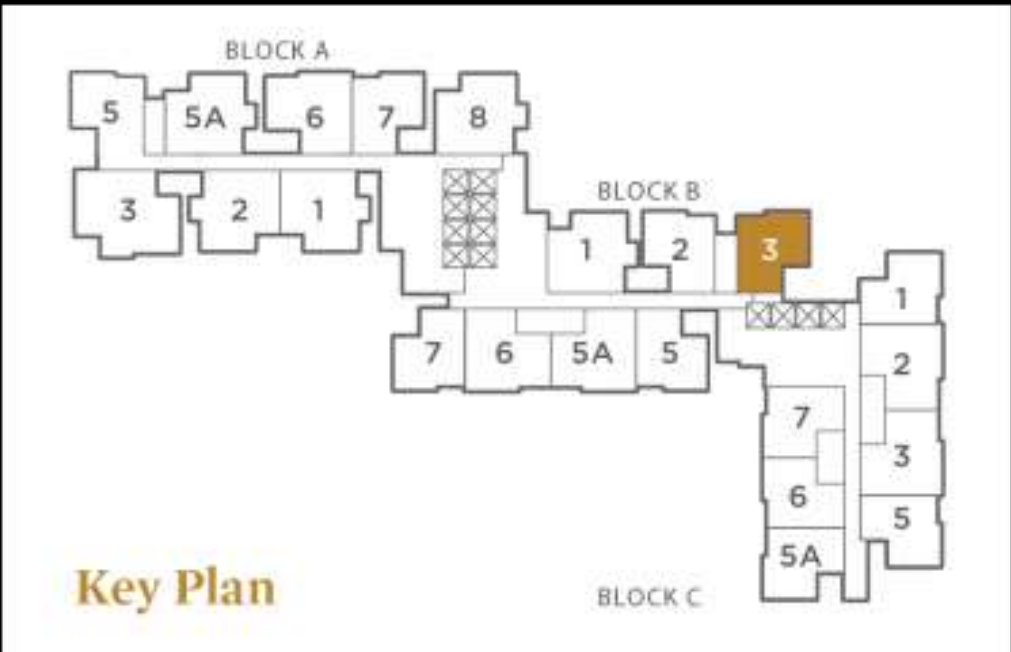 BLOCK A
5 5A 6 7 8
3 2 1
BLOCK B
1 2 3
7 6 5A 5
1
2
3
5
7
6
5A
BLOCK C
Key Plan